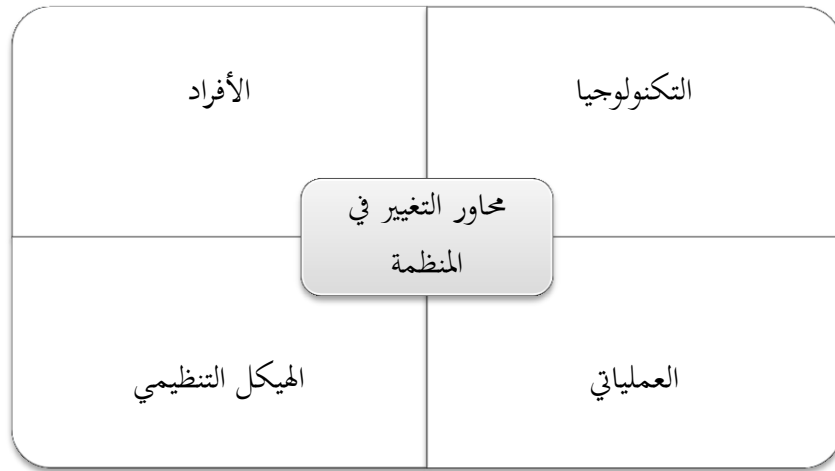 التكنولوجيا
الأفراد
محاور التغيير في
المنظمة
العملياتي
الهيكل التنظيمي